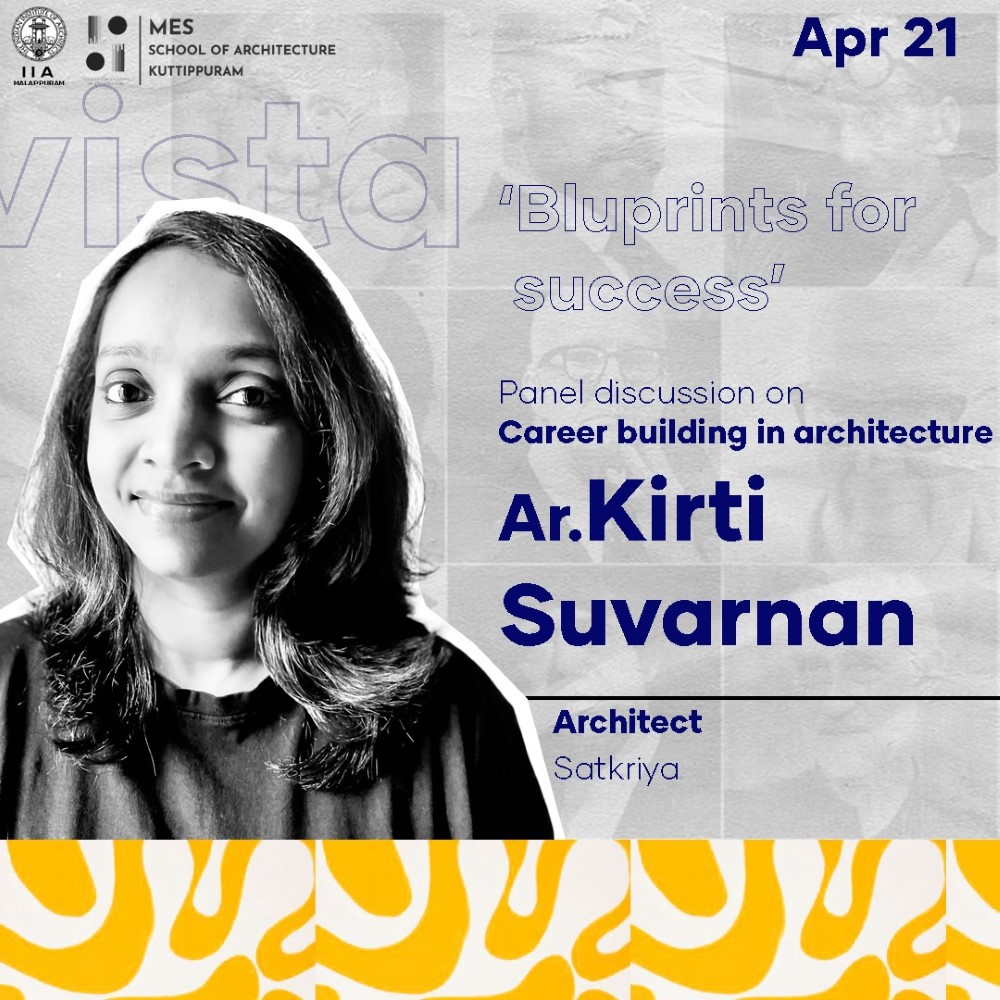 IIA
MALAPPURAM
MES
SCHOOL OF ARCHITECTURE
KUTTIPPURAM
Apr 21
vista
‘Bluprints for
success’
Panel discussion on
Career building in architecture
Ar.Kirti
Suvarnan
Architect
Satkriya